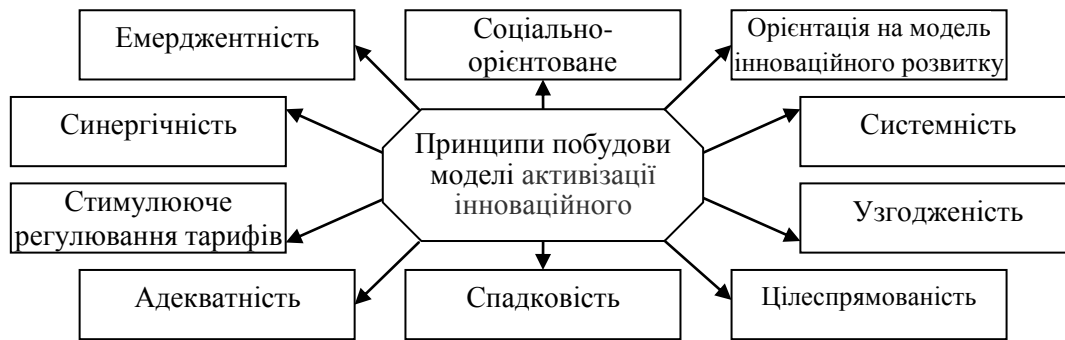 Емерджентність
Соціально-
орієнтоване
Орієнтація на модель
інноваційного розвитку
Синергічність
Принципи побудови
моделі активізації
інноваційного
Системність
Стимулююче
регулювання тарифів
Узгодженість
Адекватність
Спадковість
Цілеспрямованість